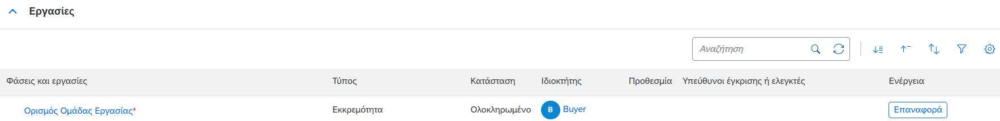 Εργασίες
Αναζήτηση
Φάσεις και εργασίες Τύπος Κατάσταση Ιδιοκτήτης Προθεσμία Υπεύθυνοι έγκρισης ή ελεγκτές Ενέργεια
Ορισμός Ομάδας Εργασίας* Εκκρεμότητα Ολοκληρωμένο B Buyer Επαναφορά